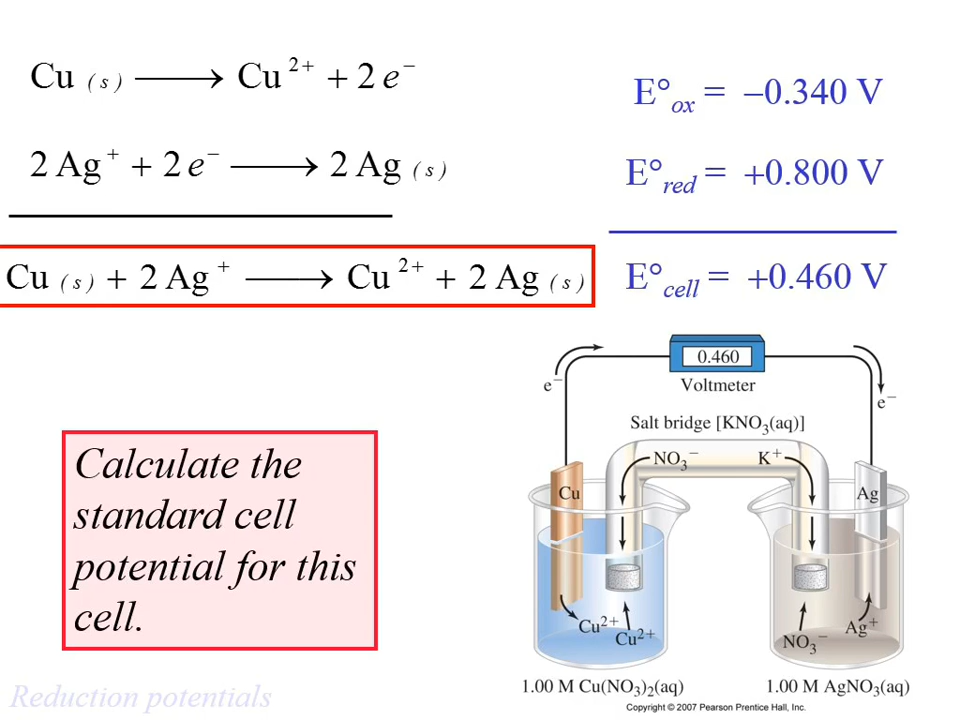 Cu (s) ⟶ Cu²⁺ + 2 e⁻
E°ox = −0.340 V
2 Ag⁺ + 2 e⁻ ⟶ 2 Ag (s)
E°red = +0.800 V
Cu (s) + 2 Ag⁺ ⟶ Cu²⁺ + 2 Ag (s)
E°cell = +0.460 V
0.460
Voltmeter
e⁻
e⁻
Salt bridge [KNO₃(aq)]
NO₃⁻
K⁺
Cu
Ag
Calculate the
standard cell
potential for this
cell.
Cu²⁺
Cu²⁺
NO₃⁻
Ag⁺
1.00 M Cu(NO₃)₂(aq)
1.00 M AgNO₃(aq)
Copyright © 2007 Pearson Prentice Hall, Inc.
Reduction potentials